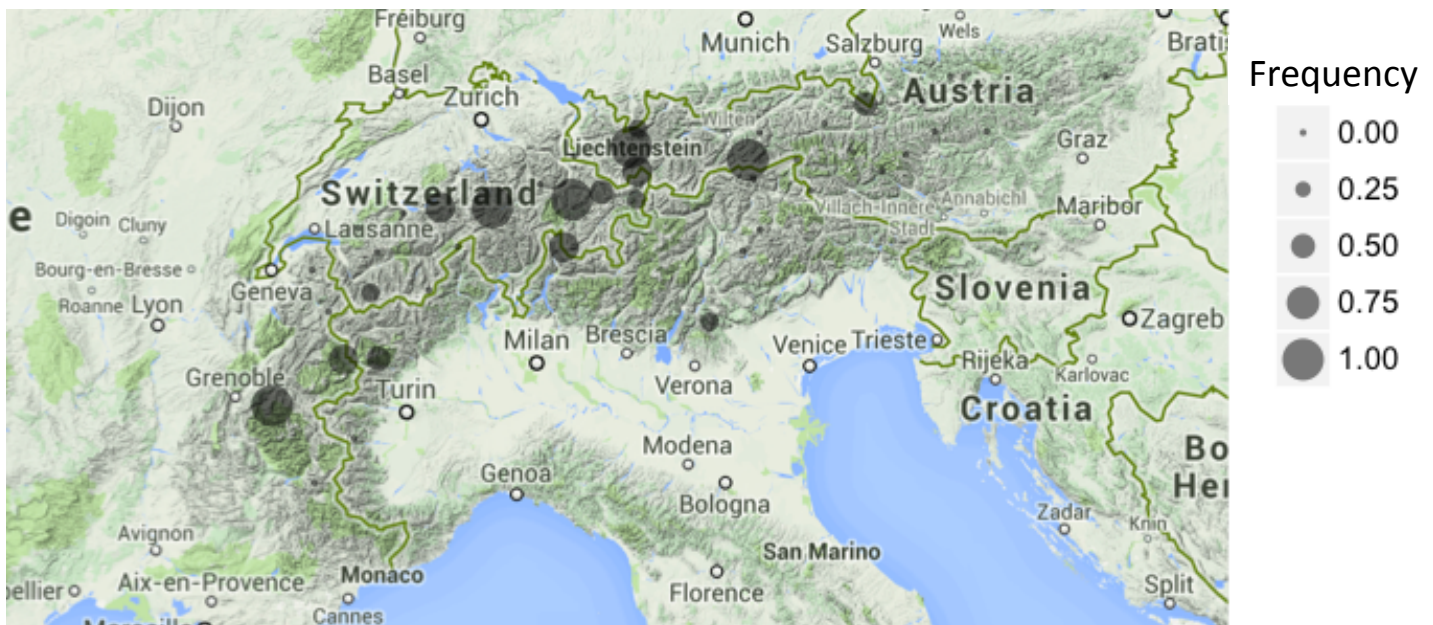 Freiburg
Munich
Salzburg
Wels
Brati
Basel
Zurich
Dijon
Austria
Wilten
Graz
Liechtenstein
Switzerland
Villach-Innere
Stadt
Annabichl
Maribor
e
Digoin
Cluny
Lausanne
Bourg-en-Bresse
Geneva
Roanne
Lyon
Slovenia
Zagreb
Milan
Brescia
Venice
Trieste
Rijeka
Karlovac
Grenoble
Turin
Verona
Croatia
Modena
Bo
Her
Genoa
Bologna
Zadar
Knin
Avignon
San Marino
Monaco
pellier
Aix-en-Provence
Cannes
Florence
Split
Frequency
0.00
0.25
0.50
0.75
1.00